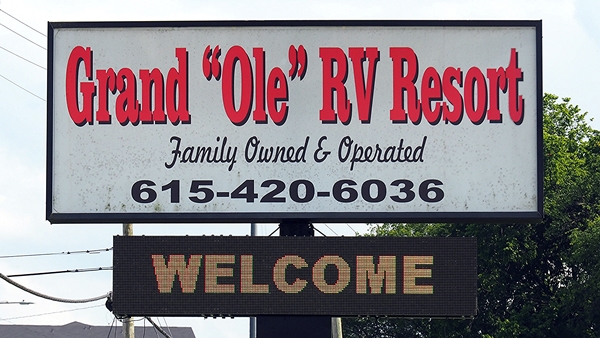 Grand “Ole” RV Resort
Family Owned & Operated
615-420-6036
WELCOME